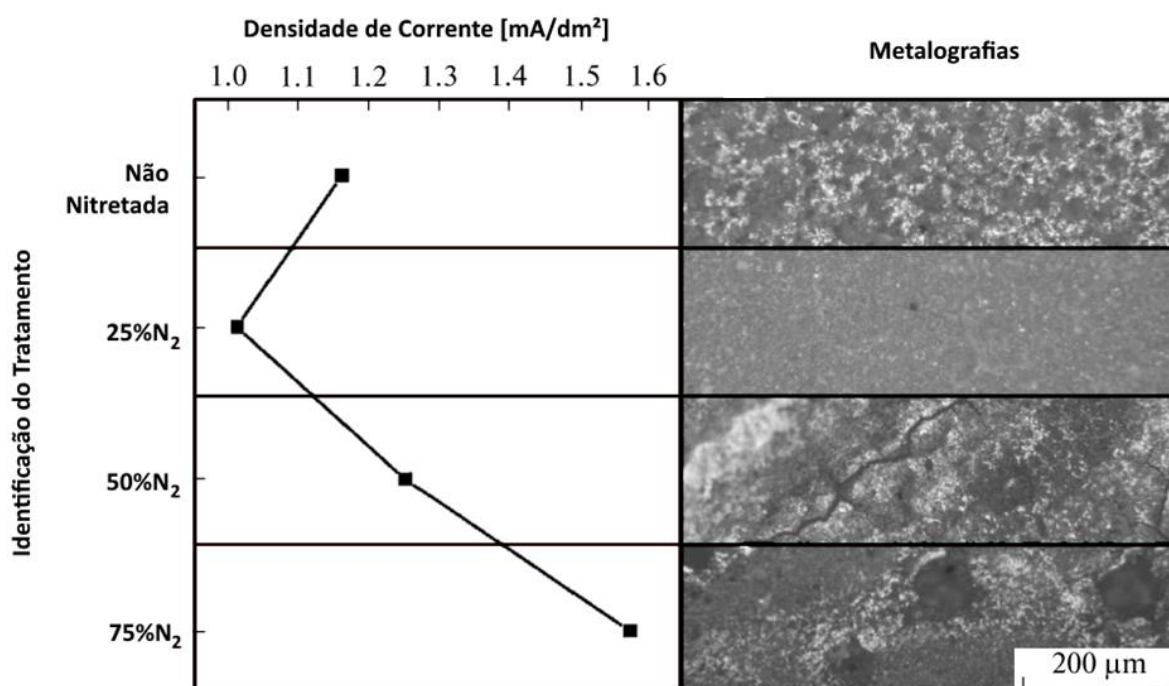 Densidade de Corrente [mA/dm²]
Metalografias
1.0 1.1 1.2 1.3 1.4 1.5 1.6
Identificação do Tratamento
Não
Nitretada
25%N₂
50%N₂
75%N₂
200 µm